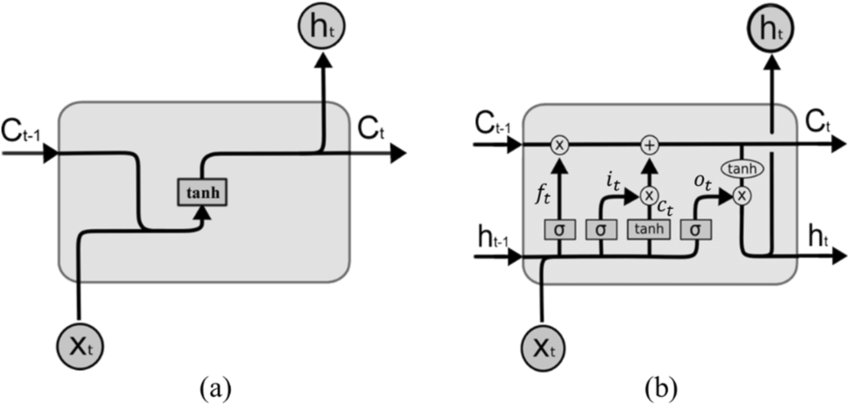 hₜ
Cₜ₋₁
Cₜ
tanh
Xₜ
(a)
hₜ
Cₜ₋₁
Cₜ
x
+
tanh
fₜ
iₜ
x
cₜ
oₜ
x
σ
σ
tanh
σ
hₜ₋₁
hₜ
Xₜ
(b)